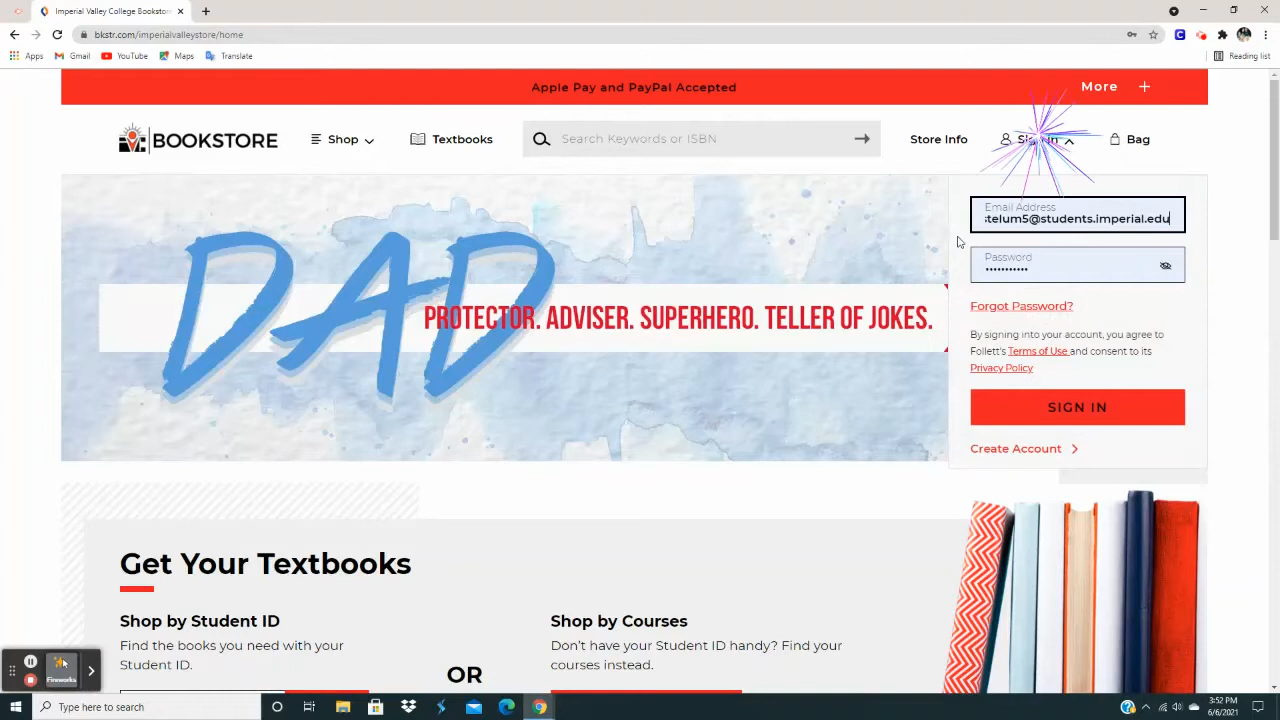 Imperial Valley College Bookstor
bkstr.com/imperialvalleystore/home
Apps Gmail YouTube Maps Translate Reading list
Apple Pay and PayPal Accepted More +
BOOKSTORE Shop Textbooks Search Keywords or ISBN Store Info Sign In Bag
Email Address
stelum5@students.imperial.edu
Password
•••••••••••
Forgot Password?
By signing into your account, you agree to
Follett's Terms of Use and consent to its
Privacy Policy
SIGN IN
Create Account
DAD
PROTECTOR. ADVISER. SUPERHERO. TELLER OF JOKES.
Get Your Textbooks
Shop by Student ID
Find the books you need with your
Student ID.
OR
Shop by Courses
Don't have your Student ID handy? Find your
courses instead.
Fireworks
Type here to search
3:52 PM
6/6/2021